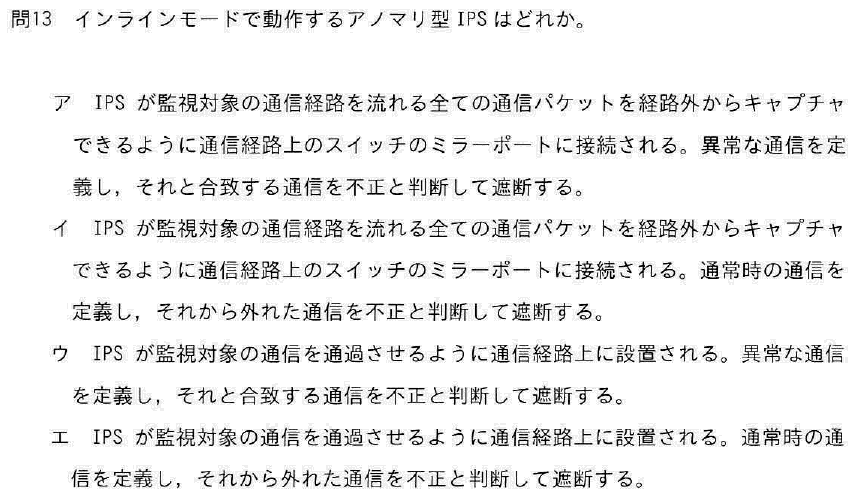 問13 インラインモードで動作するアノマリ型 IPS はどれか。
ア IPS が監視対象の通信経路を流れる全ての通信パケットを経路外からキャプチャ
できるように通信経路上のスイッチのミラーポートに接続される。異常な通信を定
義し，それと合致する通信を不正と判断して遮断する。
イ IPS が監視対象の通信経路を流れる全ての通信パケットを経路外からキャプチャ
できるように通信経路上のスイッチのミラーポートに接続される。通常時の通信を
定義し，それから外れた通信を不正と判断して遮断する。
ウ IPS が監視対象の通信を通過させるように通信経路上に設置される。異常な通信
を定義し，それと合致する通信を不正と判断して遮断する。
エ IPS が監視対象の通信を通過させるように通信経路上に設置される。通常時の通
信を定義し，それから外れた通信を不正と判断して遮断する。